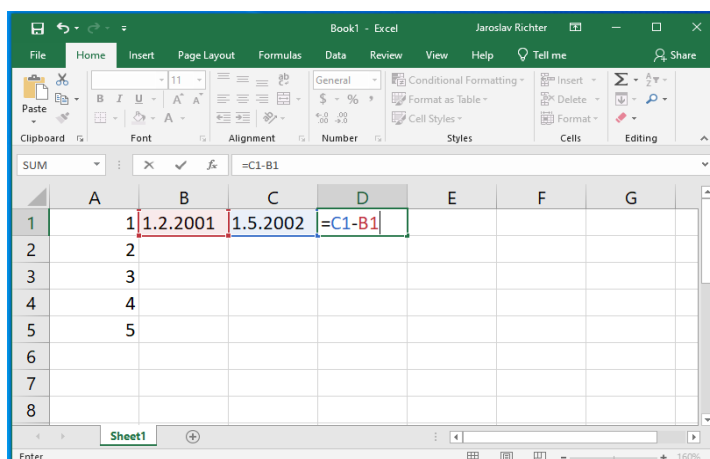 Book1 - Excel Jaroslav Richter
File Home Insert Page Layout Formulas Data Review View Help Tell me Share
11 General Conditional Formatting Insert
Paste B I U A A $ % Format as Table Delete
A Cell Styles Format
Clipboard Font Alignment Number Styles Cells Editing
SUM fx =C1-B1
A B C D E F G
1 1 1.2.2001 1.5.2002 =C1-B1
2 2
3 3
4 4
5 5
6
7
8
Sheet1
Enter 160%